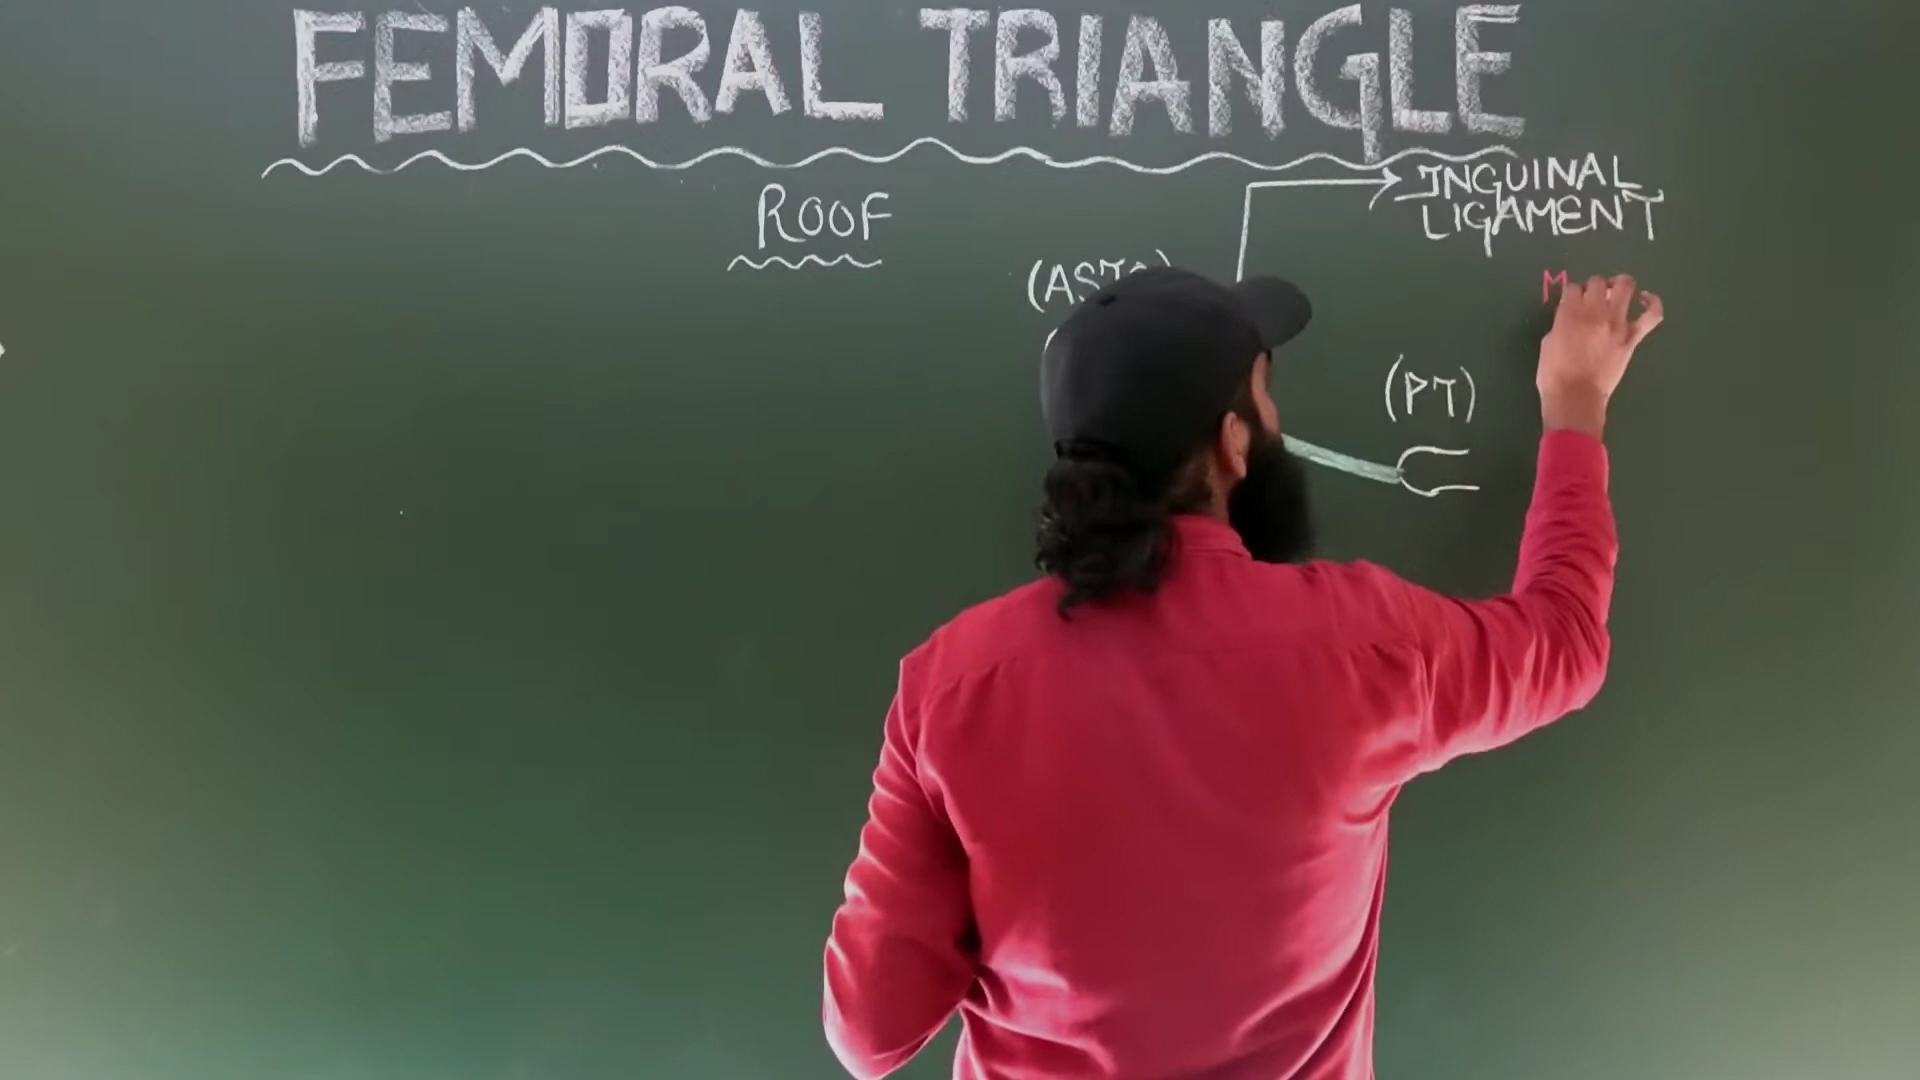 FEMORAL TRIANGLE
ROOF
INGUINAL
LIGAMENT
M
(PT)